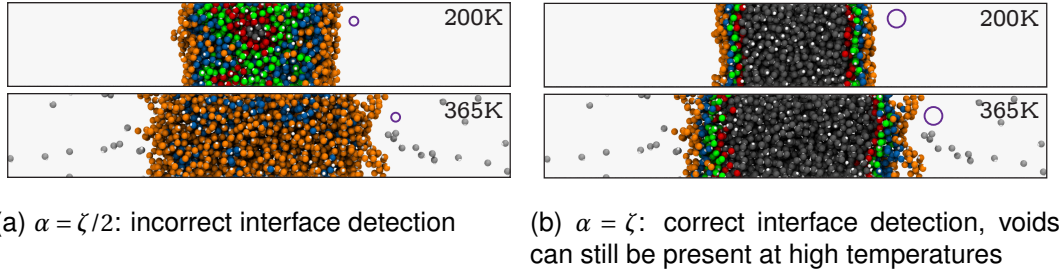 200K
365K
200K
365K
(a) α = ζ/2: incorrect interface detection
(b) α = ζ: correct interface detection, voids
can still be present at high temperatures